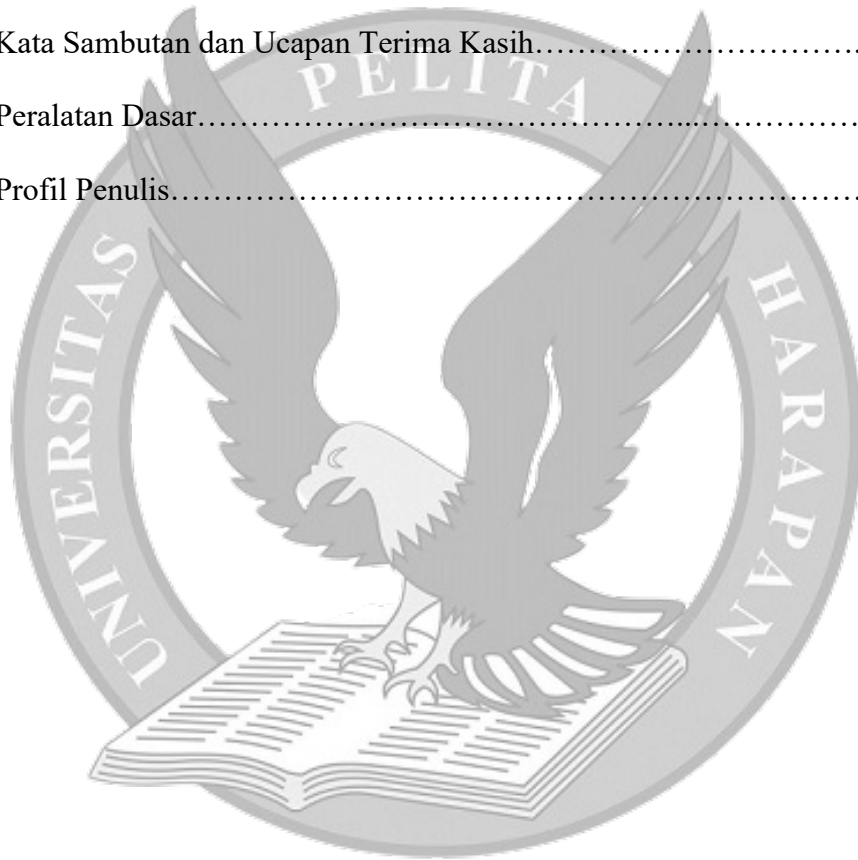 Kata Sambutan dan Ucapan Terima Kasih…………………………
Peralatan Dasar……………………………………………..……………
Profil Penulis……………………………………………………………
UNIVERSITAS PELITA HARAPAN